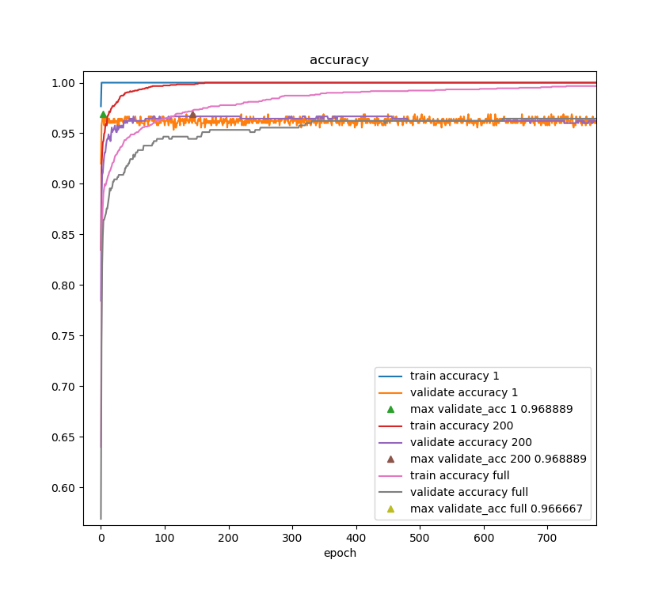 accuracy
1.00
0.95
0.90
0.85
0.80
0.75
0.70
0.65
0.60
train accuracy 1
validate accuracy 1
max validate_acc 1 0.968889
train accuracy 200
validate accuracy 200
max validate_acc 200 0.968889
train accuracy full
validate accuracy full
max validate_acc full 0.966667
0 100 200 300 400 500 600 700
epoch